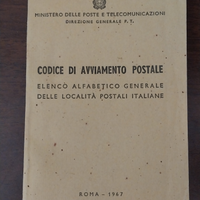 MINISTERO DELLE POSTE E TELECOMUNICAZIONI
DIREZIONE GENERALE P. T.
CODICE DI AVVIAMENTO POSTALE
ELENCO ALFABETICO GENERALE
DELLE LOCALITÀ POSTALI ITALIANE
ROMA - 1967